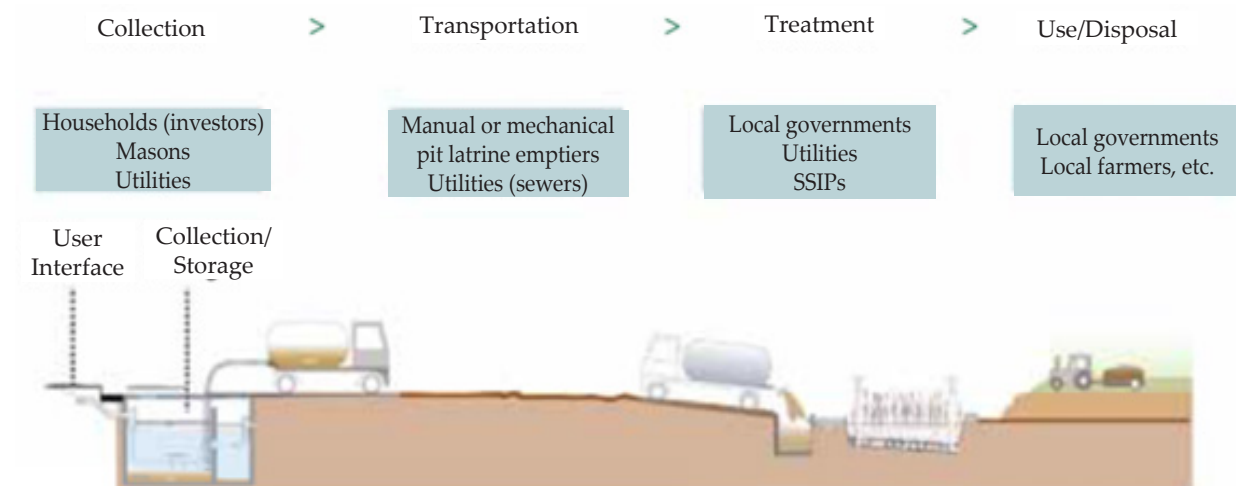 Collection > Transportation > Treatment > Use/Disposal
Households (investors)
Masons
Utilities
Manual or mechanical
pit latrine emptiers
Utilities (sewers)
Local governments
Utilities
SSIPs
Local governments
Local farmers, etc.
User
Interface
Collection/
Storage